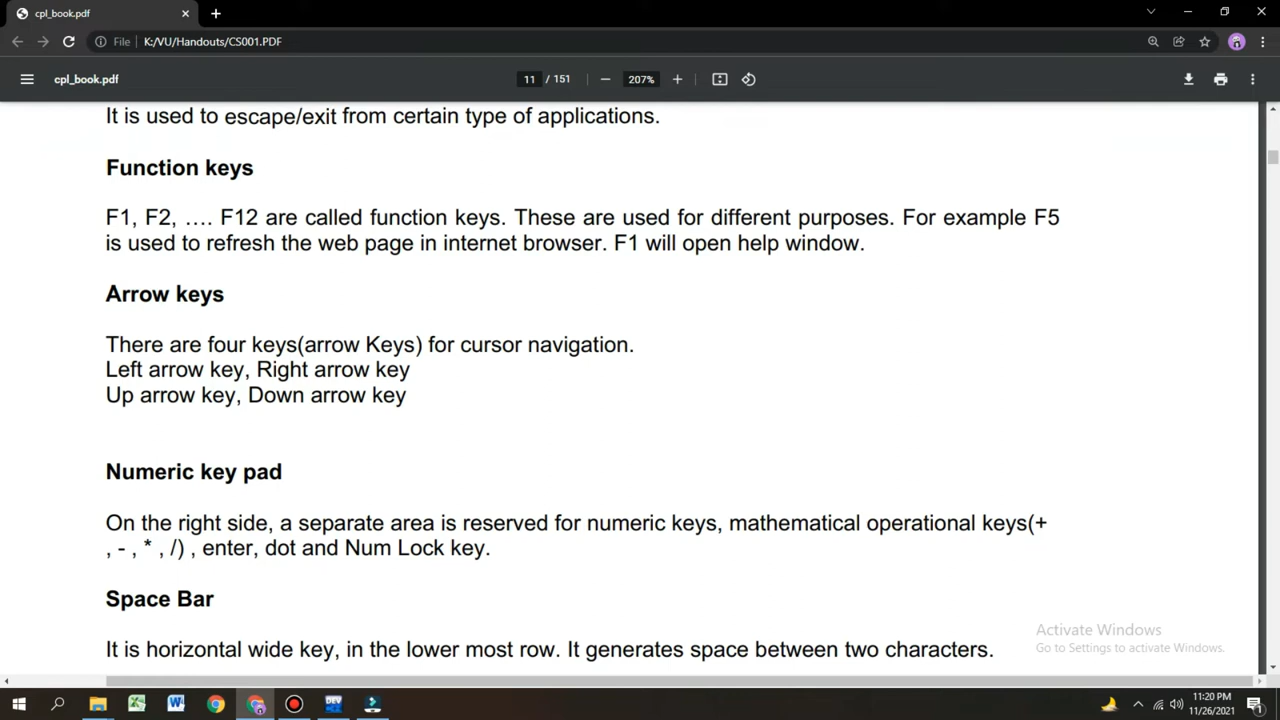 cpl_book.pdf
File K:/VU/Handouts/CS001.PDF
cpl_book.pdf
11 / 151
207%
It is used to escape/exit from certain type of applications.
Function keys
F1, F2, …. F12 are called function keys. These are used for different purposes. For example F5
is used to refresh the web page in internet browser. F1 will open help window.
Arrow keys
There are four keys(arrow Keys) for cursor navigation.
Left arrow key, Right arrow key
Up arrow key, Down arrow key
Numeric key pad
On the right side, a separate area is reserved for numeric keys, mathematical operational keys(+
, - , * , /) , enter, dot and Num Lock key.
Space Bar
It is horizontal wide key, in the lower most row. It generates space between two characters.
Activate Windows
Go to Settings to activate Windows.
DEV
11:20 PM
11/26/2021